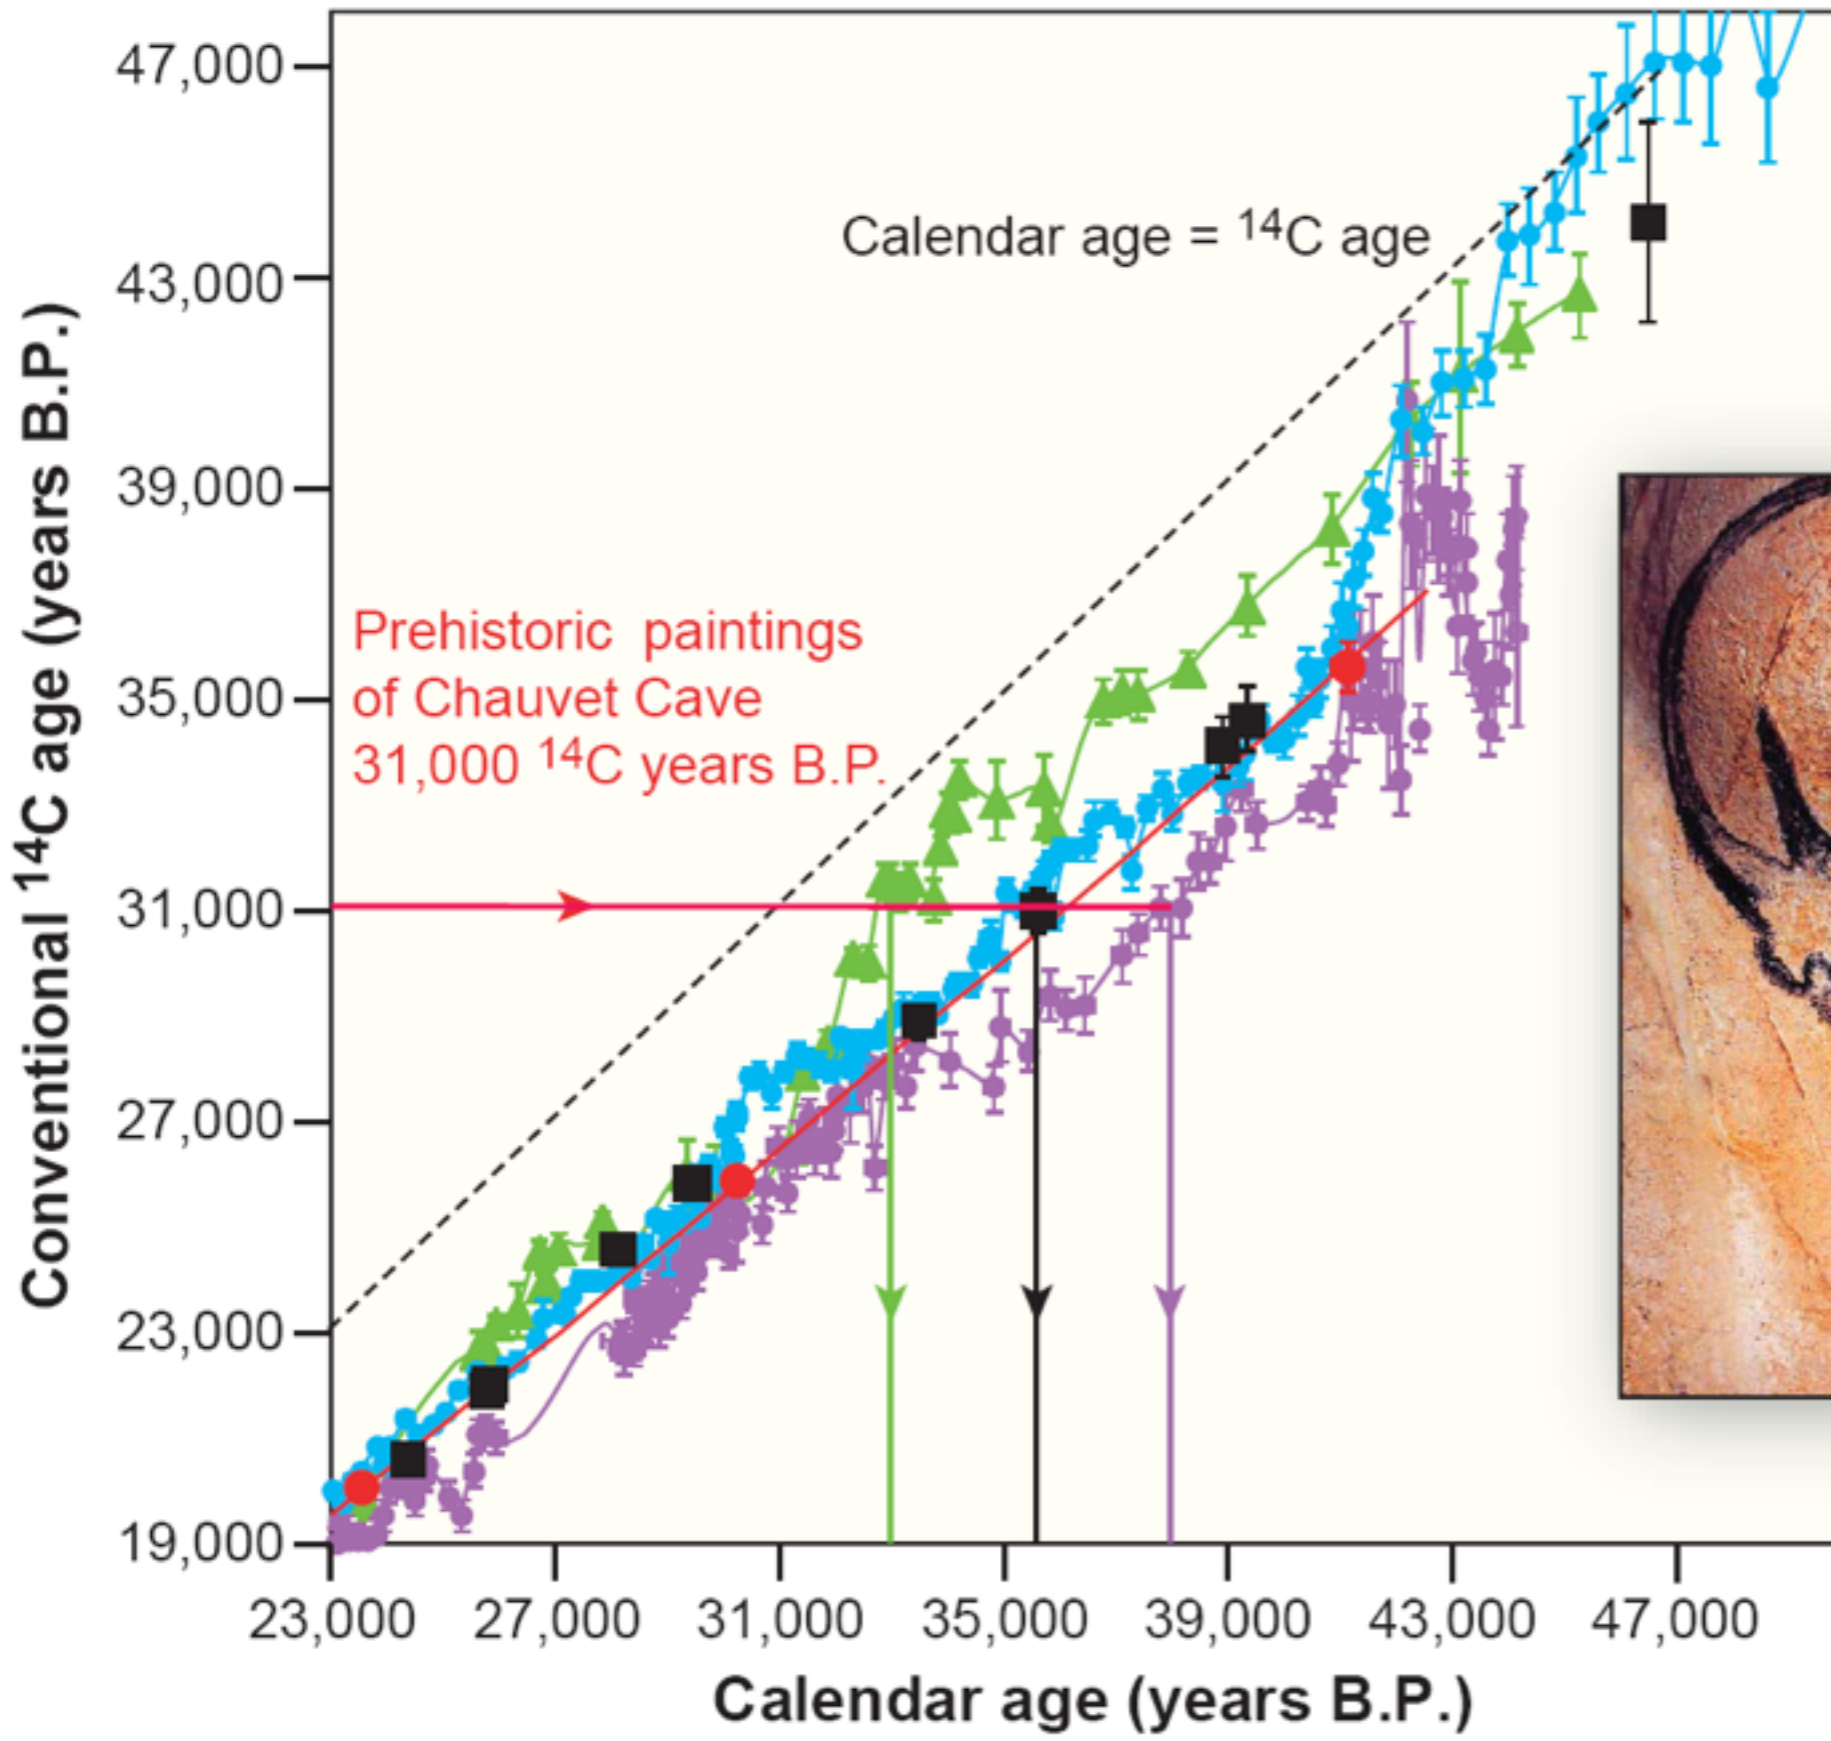 47,000
43,000
39,000
35,000
31,000
27,000
23,000
19,000
Conventional ¹⁴C age (years B.P.)
Calendar age = ¹⁴C age
Prehistoric paintings
of Chauvet Cave
31,000 ¹⁴C years B.P.
23,000 27,000 31,000 35,000 39,000 43,000 47,000
Calendar age (years B.P.)